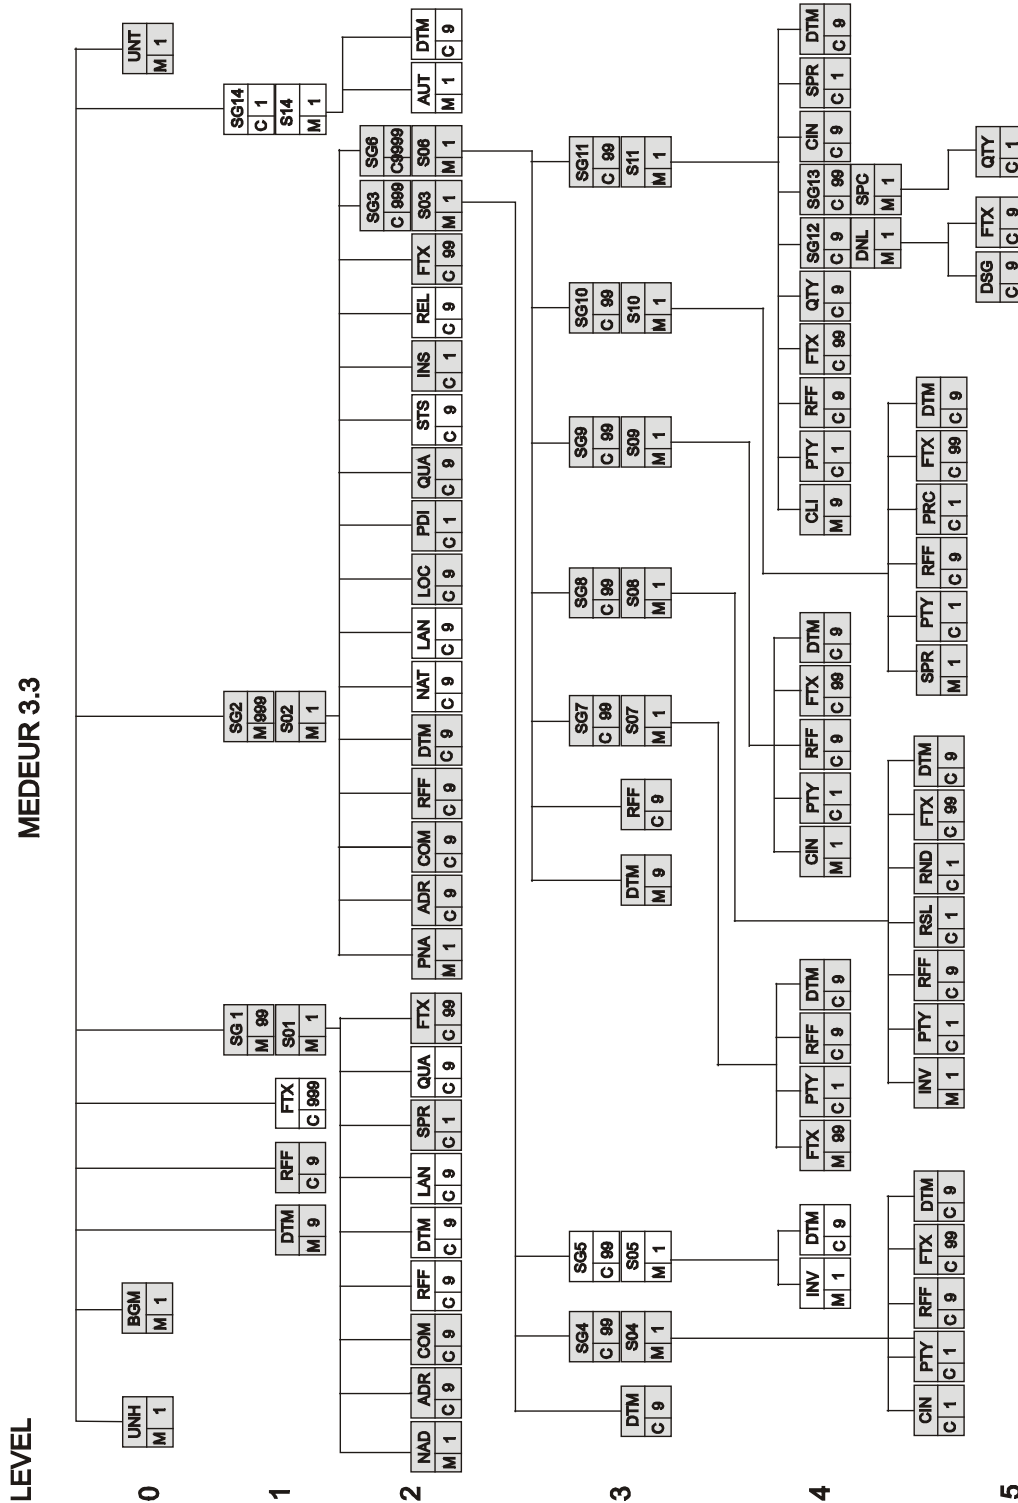 MEDEUR 3.3
LEVEL
0
UNH BGM UNT
M 1 M 1 M 1
SG 1 SG2 SG14
M 99 M 999 C 1
1
DTM RFF FTX S01 S02 S14
M 9 C 9 C 999 M 1 M 1 M 1
SG3 SG6
C 999 C9999
2
NAD ADR COM RFF DTM LAN SPR QUA FTX PNA ADR COM RFF DTM NAT LAN LOC PDI QUA STS INS REL FTX S03 S06 AUT DTM
M 1 C 9 C 9 C 9 C 9 C 9 C 1 C 9 C 99 M 1 C 9 C 9 C 9 C 9 C 9 C 9 C 9 C 1 C 9 C 9 C 1 C 9 C 99 M 1 M 1 M 1 C 9
SG4 SG5 SG7 SG8 SG9 SG10 SG11
C 99 C 99 C 99 C 99 C 99 C 99 C 99
3
DTM S04 S05 DTM RFF S07 S08 S09 S10 S11
C 9 M 1 M 1 M 9 C 9 M 1 M 1 M 1 M 1 M 1
4
INV DTM FTX PTY RFF DTM CIN PTY RFF FTX DTM CLI PTY RFF FTX QTY SG12 SG13 CIN SPR DTM
M 1 C 9 M 99 C 1 C 9 C 9 M 1 C 1 C 9 C 99 C 9 M 9 C 1 C 9 C 99 C 9 C 9 C 99 C 9 C 1 C 9
DNL SPC
M 1 M 1
CIN PTY RFF FTX DTM INV PTY RFF RSL RND FTX DTM SPR PTY RFF PRC FTX DTM
C 1 C 1 C 9 C 99 C 9 M 1 C 1 C 9 C 1 C 1 C 99 C 9 M 1 C 1 C 9 C 1 C 99 C 9
5
DSG FTX QTY
C 9 C 9 C 1